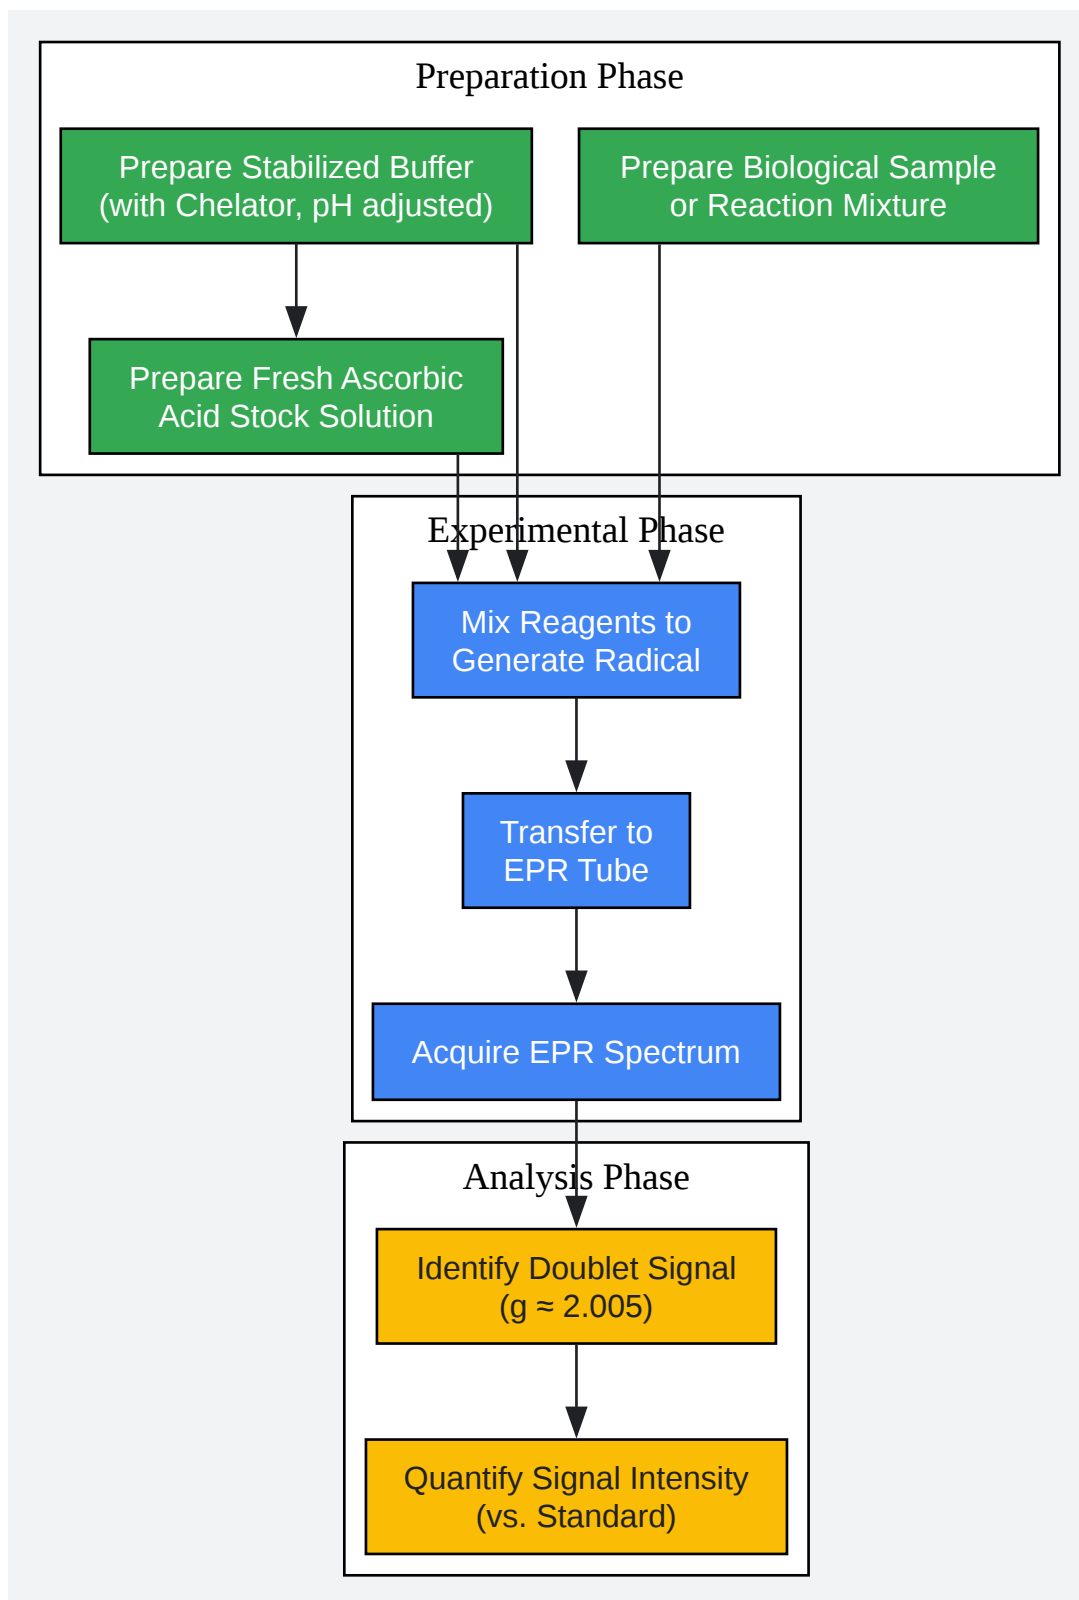 Preparation Phase
Prepare Stabilized Buffer
(with Chelator, pH adjusted)
Prepare Biological Sample
or Reaction Mixture
Prepare Fresh Ascorbic
Acid Stock Solution
Experimental Phase
Mix Reagents to
Generate Radical
Transfer to
EPR Tube
Acquire EPR Spectrum
Analysis Phase
Identify Doublet Signal
(g ≈ 2.005)
Quantify Signal Intensity
(vs. Standard)